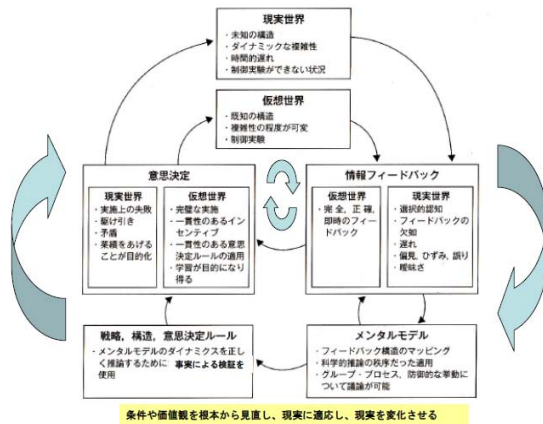 現実世界
・未知の構造
・ダイナミックな複雑性
・時間的遅れ
・制御実験ができない状況
仮想世界
・既知の構造
・複雑性の程度が可変
・制御実験
意思決定
現実世界
・実施上の失敗
・駆け引き
・矛盾
・業績をあげる
ことが目的化
仮想世界
・完璧な実施
・一貫性のあるイン
センティブ
・一貫性のある意思
決定ルールの適用
・学習が目的になり
得る
情報フィードバック
仮想世界
・完全, 正確,
即時のフィー
ドバック
現実世界
・選択的認知
・フィードバックの
欠如
・遅れ
・偏見, ひずみ, 誤り
・曖昧さ
戦略, 構造, 意思決定ルール
・メンタルモデルのダイナミクスを正し
く推論するために 事実による検証を
使用
メンタルモデル
・フィードバック構造のマッピング
・科学的推論の秩序だった適用
・グループ・プロセス, 防御的な挙動に
ついて議論が可能
条件や価値観を根本から見直し、現実に適応し、現実を変化させる